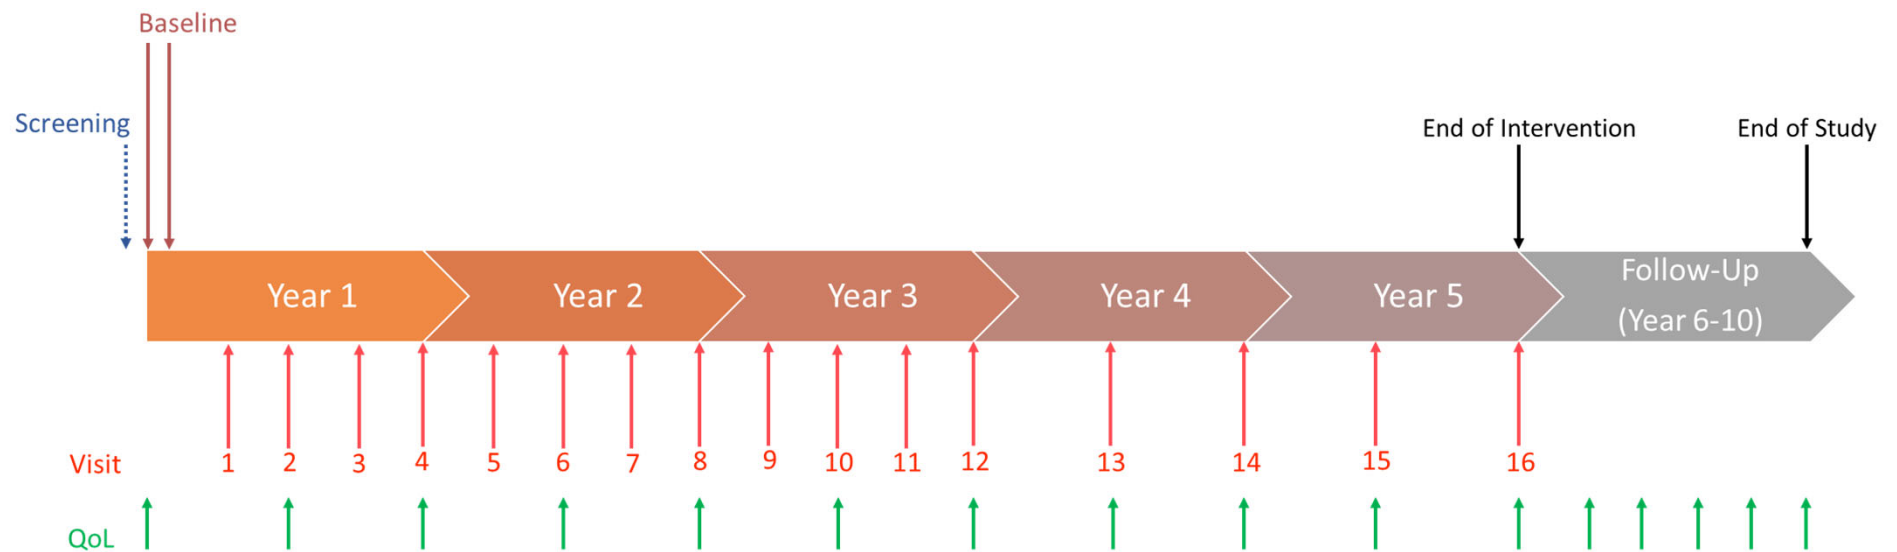 Baseline
Screening
End of Intervention
End of Study
Year 1
Year 2
Year 3
Year 4
Year 5
Follow-Up
(Year 6-10)
Visit 1 2 3 4 5 6 7 8 9 10 11 12 13 14 15 16
QoL